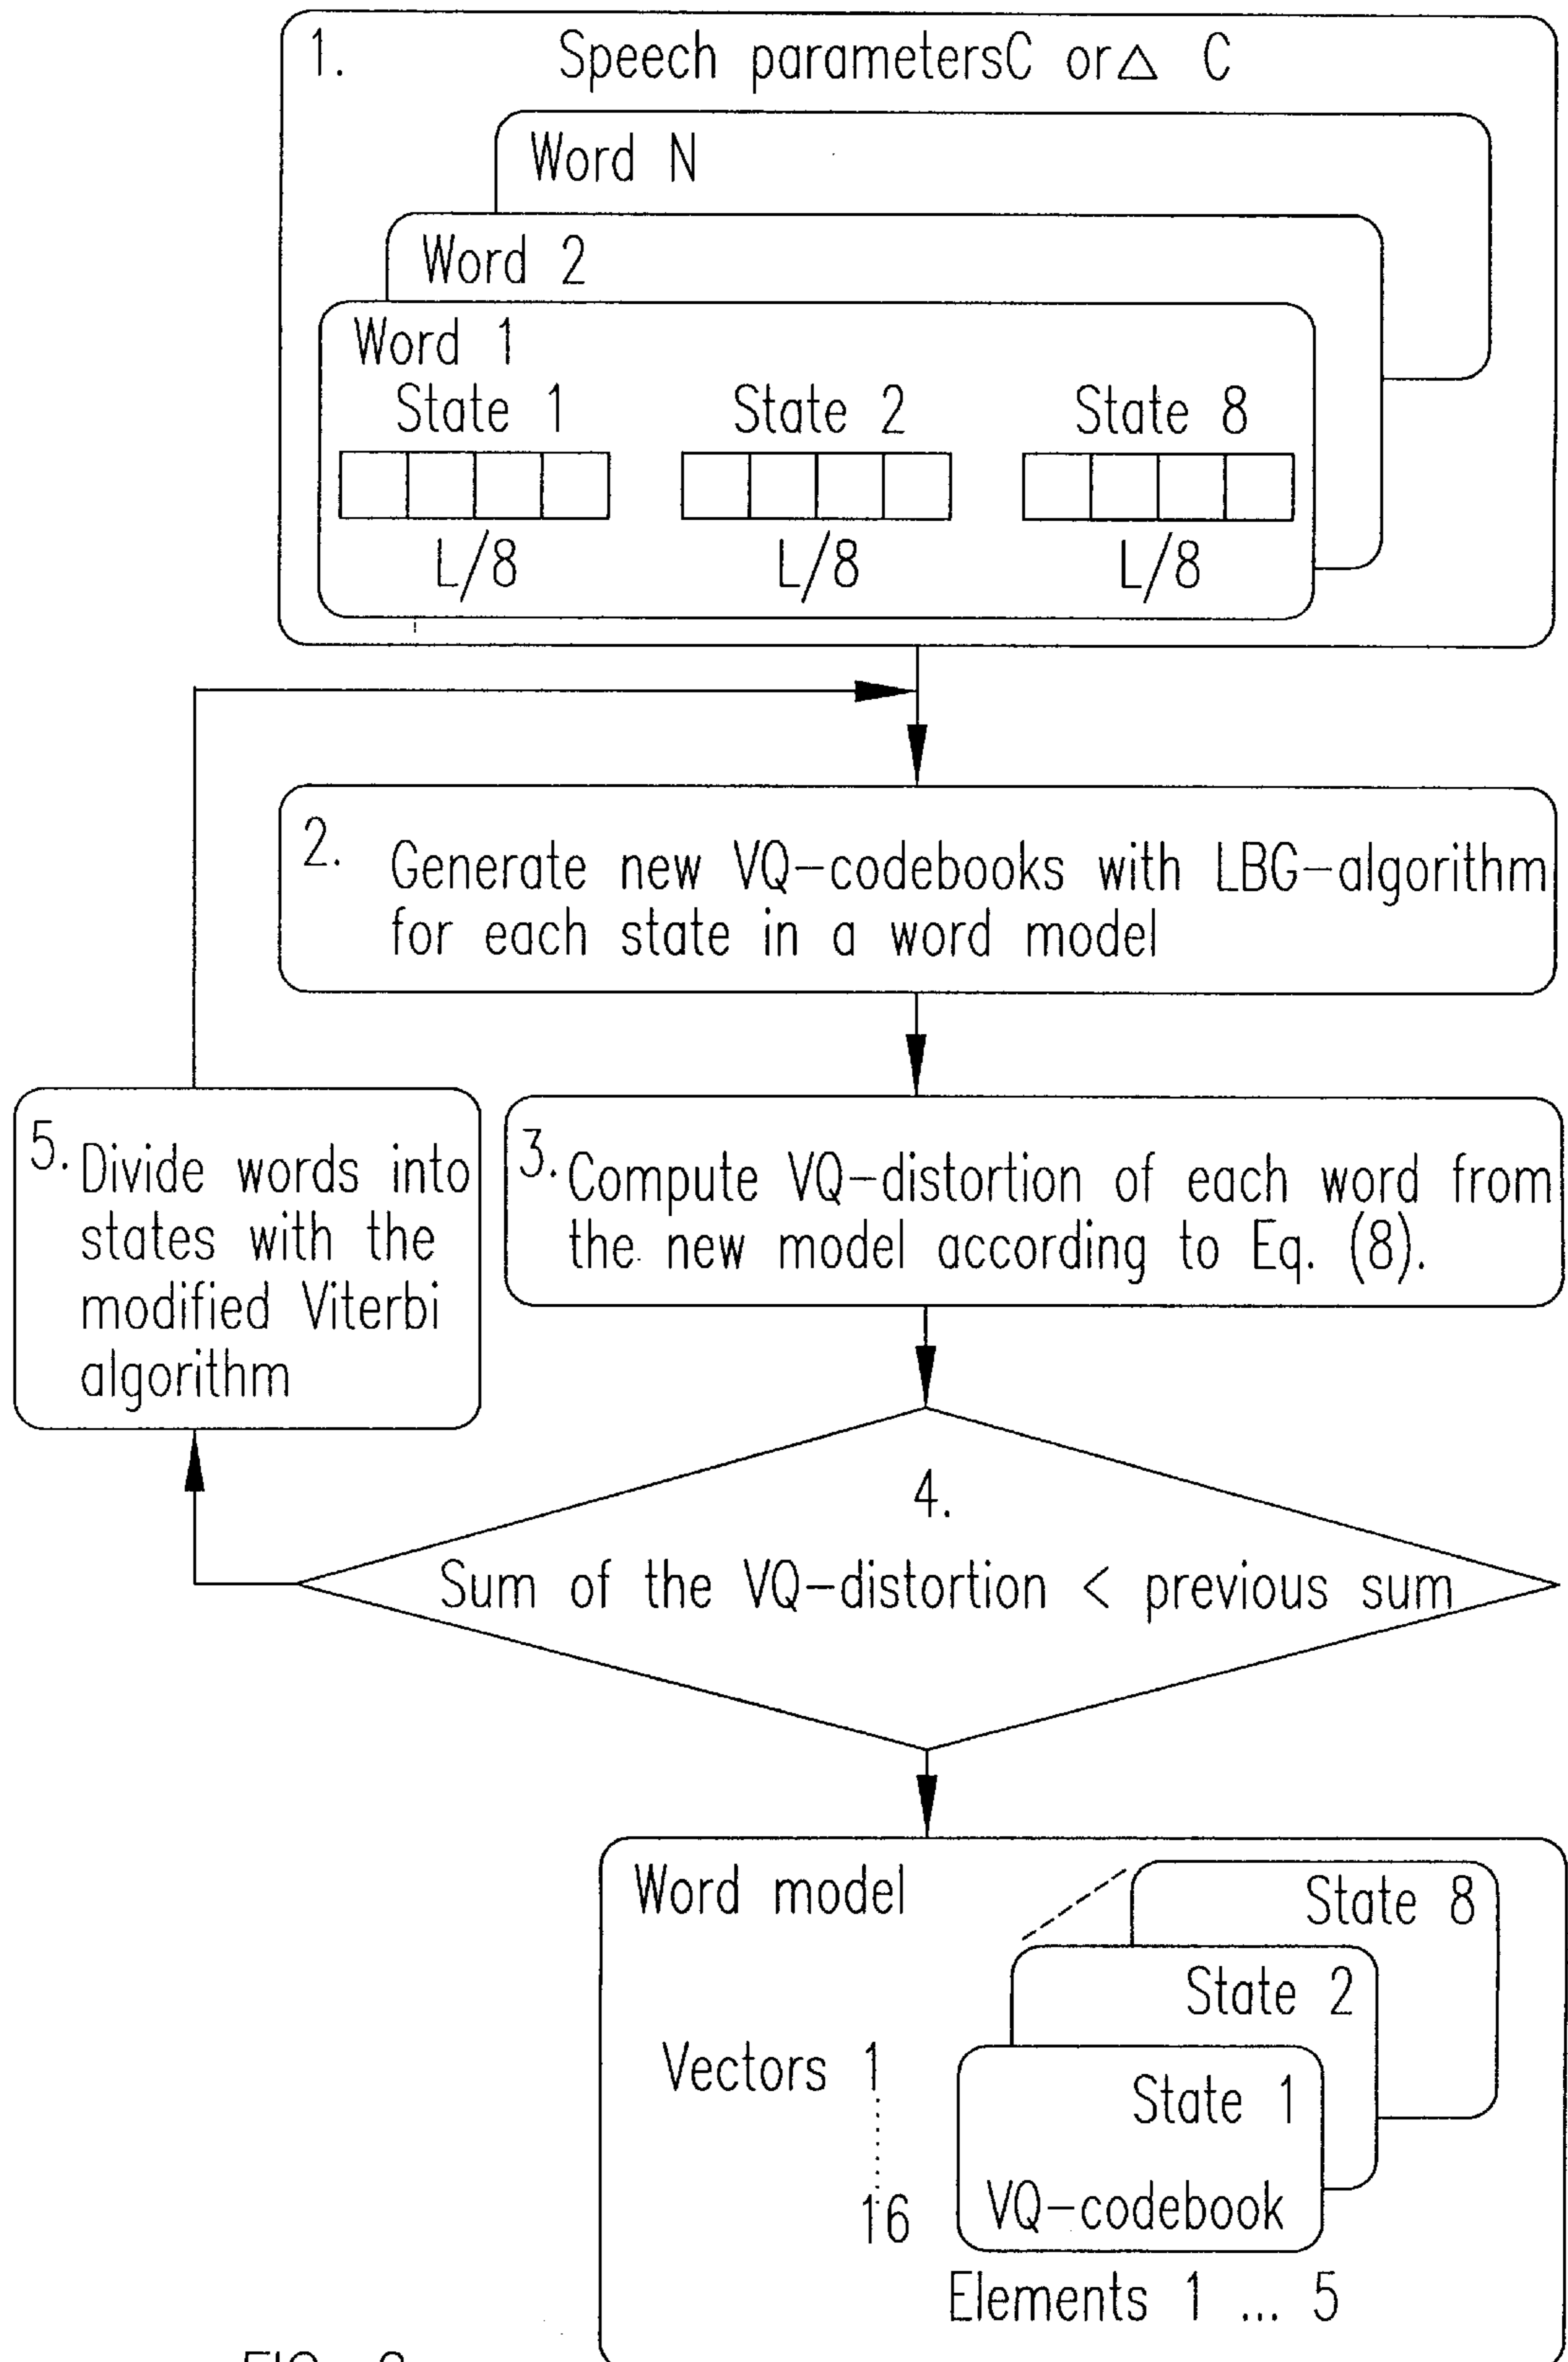 1. Speech parametersC or△ C
Word N
Word 2
Word 1
State 1 State 2 State 8
L/8 L/8 L/8
2. Generate new VQ-codebooks with LBG-algorithm
for each state in a word model
3. Compute VQ-distortion of each word from
the new model according to Eq. (8).
4.
Sum of the VQ-distortion < previous sum
5. Divide words into
states with the
modified Viterbi
algorithm
Word model
State 8
State 2
Vectors 1
State 1
16
VQ-codebook
Elements 1 ... 5